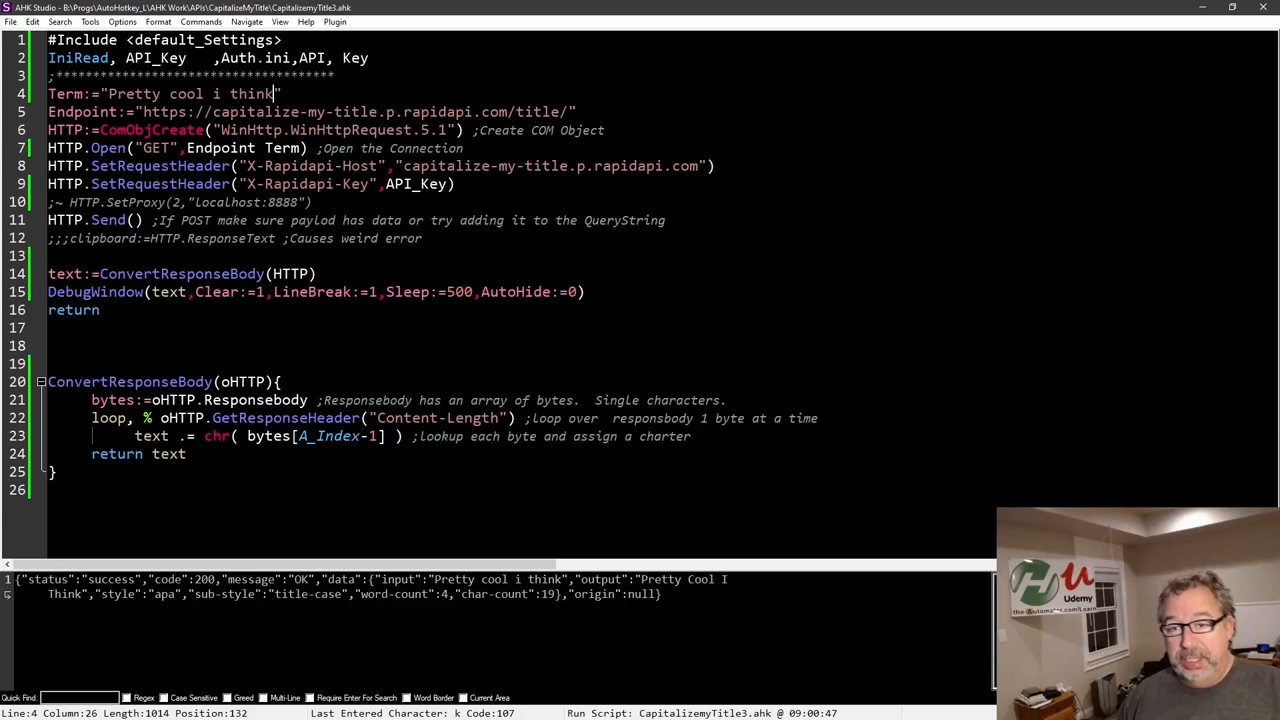 AHK Studio - B:\Progs\AutoHotkey_L\AHK Work\APIs\CapitalizeMyTitle\CapitalizemyTitle3.ahk
File Edit Search Tools Options Format Commands Navigate View Help Plugin
1 #Include <default_Settings>
2 IniRead, API_Key   ,Auth.ini,API, Key
3 ;**************************************
4 Term:="Pretty cool i think"
5 Endpoint:="https://capitalize-my-title.p.rapidapi.com/title/"
6 HTTP:=ComObjCreate("WinHttp.WinHttpRequest.5.1") ;Create COM Object
7 HTTP.Open("GET",Endpoint Term) ;Open the Connection
8 HTTP.SetRequestHeader("X-Rapidapi-Host","capitalize-my-title.p.rapidapi.com")
9 HTTP.SetRequestHeader("X-Rapidapi-Key",API_Key)
10 ;~ HTTP.SetProxy(2,"localhost:8888")
11 HTTP.Send() ;If POST make sure paylod has data or try adding it to the QueryString
12 ;;;clipboard:=HTTP.ResponseText ;Causes weird error
13
14 text:=ConvertResponseBody(HTTP)
15 DebugWindow(text,Clear:=1,LineBreak:=1,Sleep:=500,AutoHide:=0)
16 return
17
18
19
20 ConvertResponseBody(oHTTP){
21 bytes:=oHTTP.Responsebody ;Responsebody has an array of bytes.  Single characters.
22 loop, % oHTTP.GetResponseHeader("Content-Length") ;loop over  responsbody 1 byte at a time
23 text .= chr( bytes[A_Index-1] ) ;lookup each byte and assign a charter
24 return text
25 }
26
1 {"status":"success","code":200,"message":"OK","data":{"input":"Pretty cool i think","output":"Pretty Cool I
Think","style":"apa","sub-style":"title-case","word-count":4,"char-count":19},"origin":null}
Udemy
the-Automator.com/Learn
Quick Find: Regex Case Sensitive Greed Multi-Line Require Enter For Search Word Border Current Area
Line:4 Column:26 Length:1014 Position:132 Last Entered Character: k Code:107 Run Script: CapitalizemyTitle3.ahk @ 09:00:47